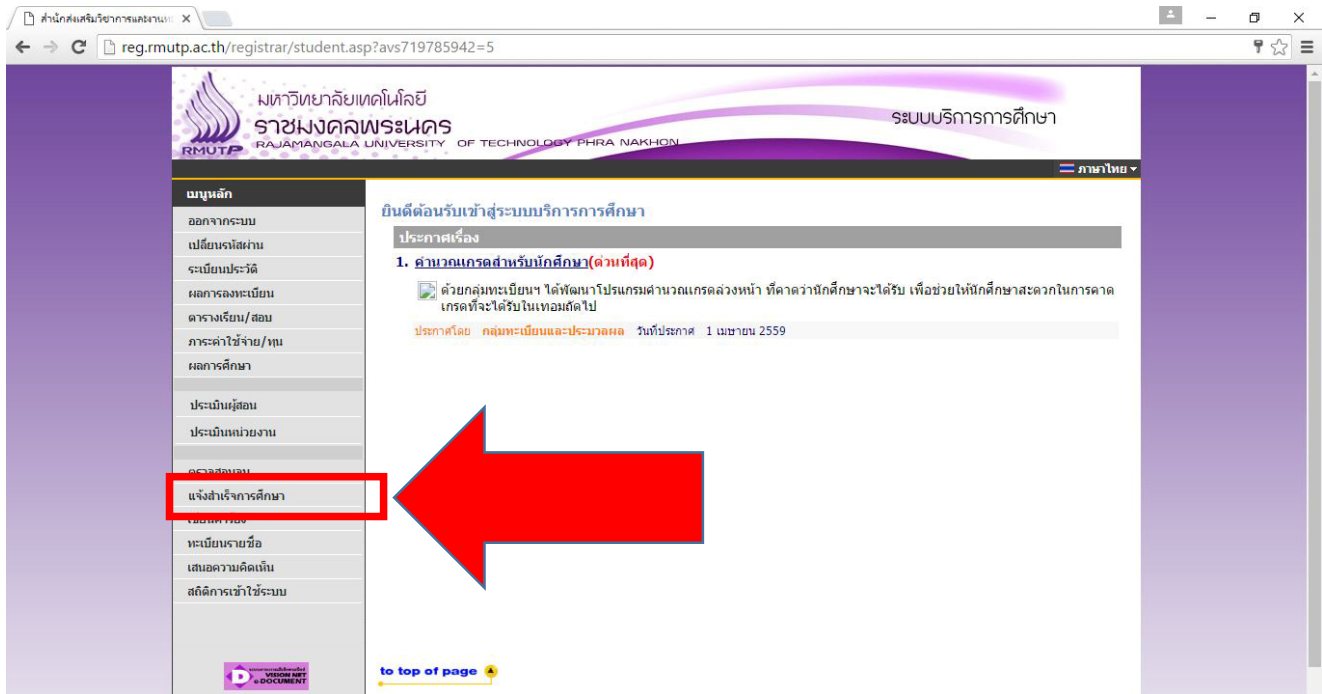 สำนักส่งเสริมวิชาการและงานทะ
reg.rmutp.ac.th/registrar/student.asp?avs719785942=5
มหาวิทยาลัยเทคโนโลยี
ราชมงคลพระนคร
RMUTP RAJAMANGALA UNIVERSITY OF TECHNOLOGY PHRA NAKHON
ระบบบริการการศึกษา
ภาษาไทย
เมนูหลัก
ออกจากระบบ
เปลี่ยนรหัสผ่าน
ระเบียนประวัติ
ผลการลงทะเบียน
ตารางเรียน/สอบ
ภาระค่าใช้จ่าย/ทุน
ผลการศึกษา
ประเมินผู้สอน
ประเมินหน่วยงาน
ตรวจสอบจบ
แจ้งสำเร็จการศึกษา
เขียนคำร้อง
ทะเบียนรายชื่อ
เสนอความคิดเห็น
สถิติการเข้าใช้ระบบ
ยินดีต้อนรับเข้าสู่ระบบบริการการศึกษา
ประกาศเรื่อง
1. คำนวณเกรดสำหรับนักศึกษา(ด่วนที่สุด)
ด้วยกลุ่มทะเบียนฯ ได้พัฒนาโปรแกรมคำนวณเกรดล่วงหน้า ที่คาดว่านักศึกษาจะได้รับ เพื่อช่วยให้นักศึกษาสะดวกในการคาด
เกรดที่จะได้รับในเทอมถัดไป
ประกาศโดย กลุ่มทะเบียนและประมวลผล วันที่ประกาศ 1 เมษายน 2559
VISION NET
e-DOCUMENT
to top of page